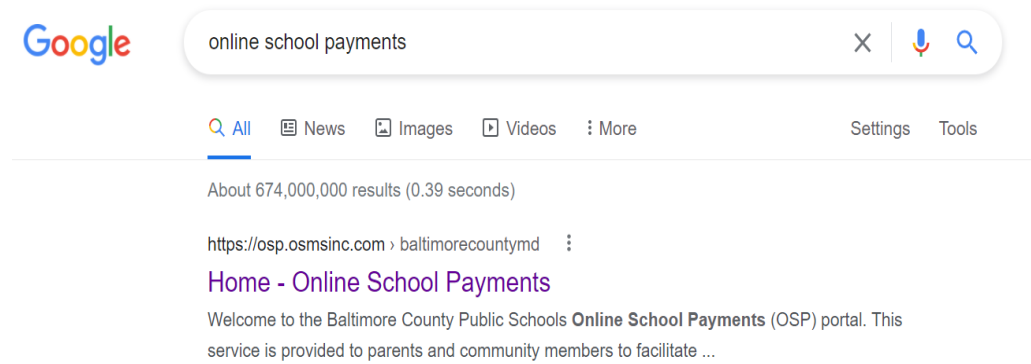 Google
online school payments
All News Images Videos More Settings Tools
About 674,000,000 results (0.39 seconds)
https://osp.osmsinc.com › baltimorecountymd
Home - Online School Payments
Welcome to the Baltimore County Public Schools Online School Payments (OSP) portal. This
service is provided to parents and community members to facilitate ...